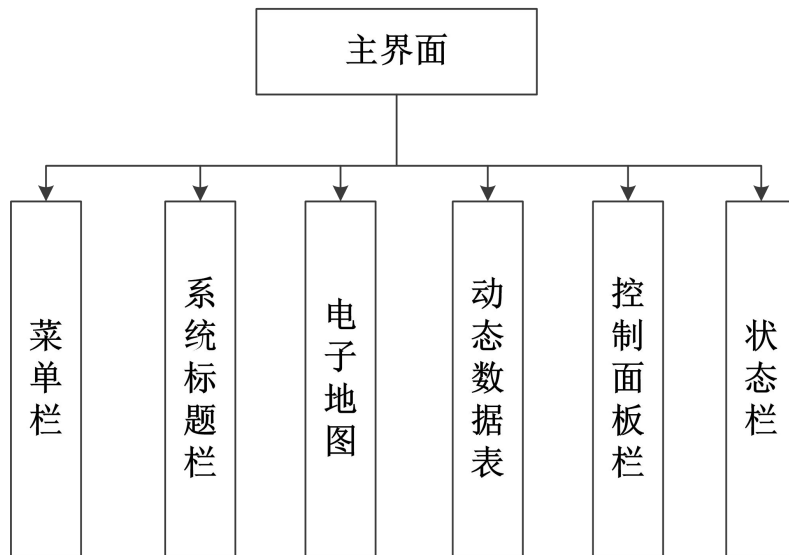 主界面
菜单栏
系统标题栏
电子地图
动态数据表
控制面板栏
状态栏